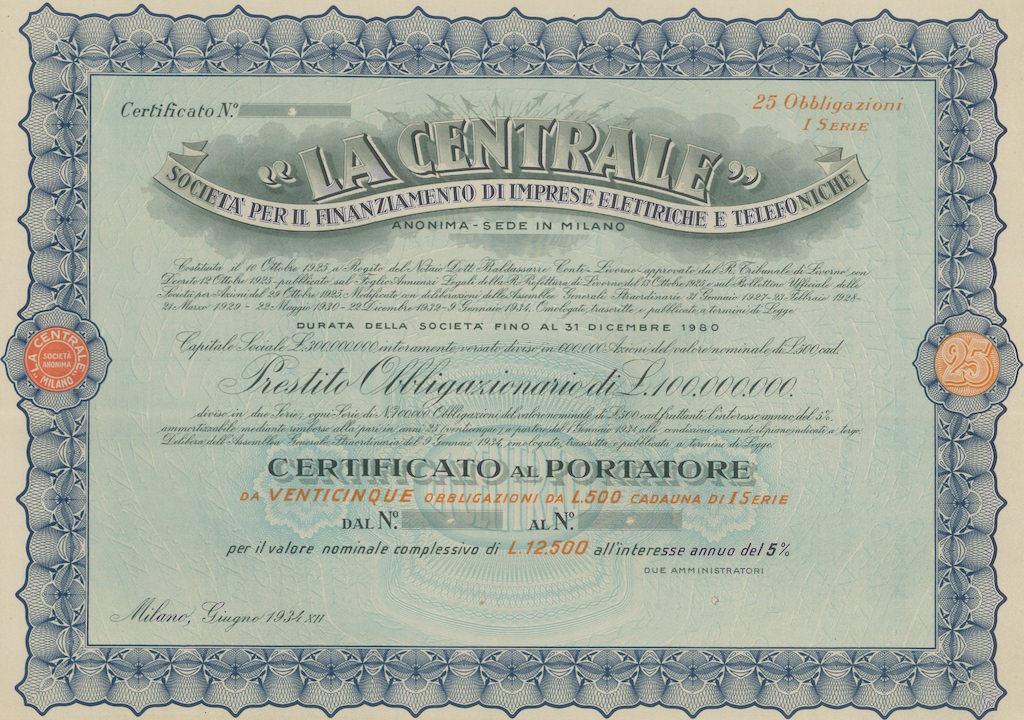 Certificato N.º
25 Obbligazioni
I SERIE
"LA CENTRALE"
SOCIETÀ PER IL FINANZIAMENTO DI IMPRESE ELETTRICHE E TELEFONICHE
ANONIMA - SEDE IN MILANO
Costituita il 10 Ottobre 1925 a Rogito del Notaio Dott. Baldassarre Conti - Livorno - approvato dal R. Tribunale di Livorno con
Decreto 12 Ottobre 1925 - pubblicato sul Foglio Annunzi Legali della R. Prefettura di Livorno del 13 Ottobre 1925 e sul Bollettino Ufficiale delle
Società per Azioni del 29 Ottobre 1925. Modificato con deliberazione delle Assemblee Generali Straordinarie 31 Gennaio 1927 - 23 Febbraio 1928 -
21 Marzo 1929 - 22 Maggio 1930 - 22 Dicembre 1932 - 9 Gennaio 1934. Omologate, trascritte e pubblicate a termine di Legge.
DURATA DELLA SOCIETÀ FINO AL 31 DICEMBRE 1980
Capitale Sociale L. 300.000.000 interamente versato diviso in 600.000 Azioni del valore nominale di L. 500 cad.
Prestito Obbligazionario di L. 100.000.000.
diviso in due Serie; ogni Serie di N. 100.000 Obbligazioni del valore nominale di L. 500 cad. fruttanti l'interesse annuo del 5%
ammortizzabile mediante rimborso alla pari in anni 25 (venticinque) a partire dal 1 Gennaio 1934 alle condizioni e secondo il piano indicati a tergo.
Delibera dell'Assemblea Generale Straordinaria del 9 Gennaio 1934, omologata, trascritta e pubblicata a termine di Legge.
CERTIFICATO AL PORTATORE
DA VENTICINQUE OBBLIGAZIONI DA L. 500 CADAUNA DI I SERIE
DAL N.º AL N.º
per il valore nominale complessivo di L. 12.500 all'interesse annuo del 5%
DUE AMMINISTRATORI
Milano, Giugno 1934 XII
"LA CENTRALE"
SOCIETÀ
ANONIMA
MILANO
25